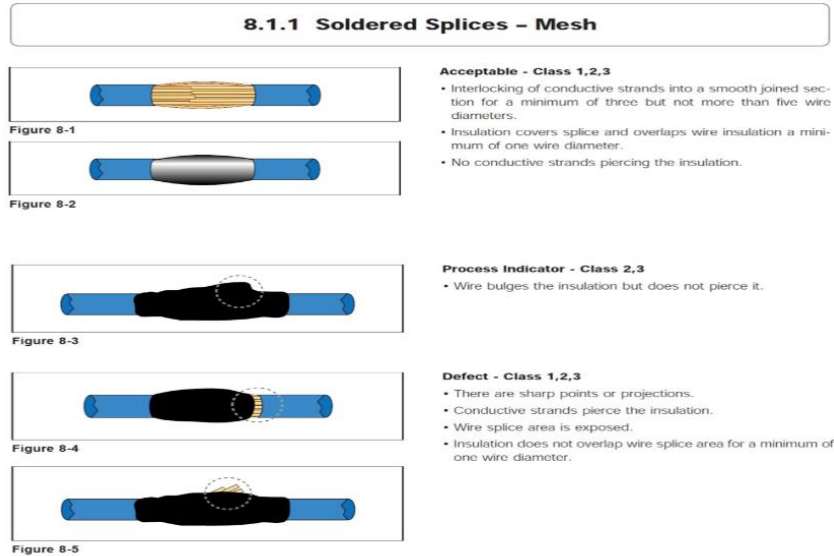 8.1.1 Soldered Splices – Mesh
Figure 8-1
Figure 8-2
Acceptable - Class 1,2,3
• Interlocking of conductive strands into a smooth joined sec-
tion for a minimum of three but not more than five wire
diameters.
• Insulation covers splice and overlaps wire insulation a mini-
mum of one wire diameter.
• No conductive strands piercing the insulation.
Figure 8-3
Process Indicator - Class 2,3
• Wire bulges the insulation but does not pierce it.
Figure 8-4
Figure 8-5
Defect - Class 1,2,3
• There are sharp points or projections.
• Conductive strands pierce the insulation.
• Wire splice area is exposed.
• Insulation does not overlap wire splice area for a minimum of
one wire diameter.